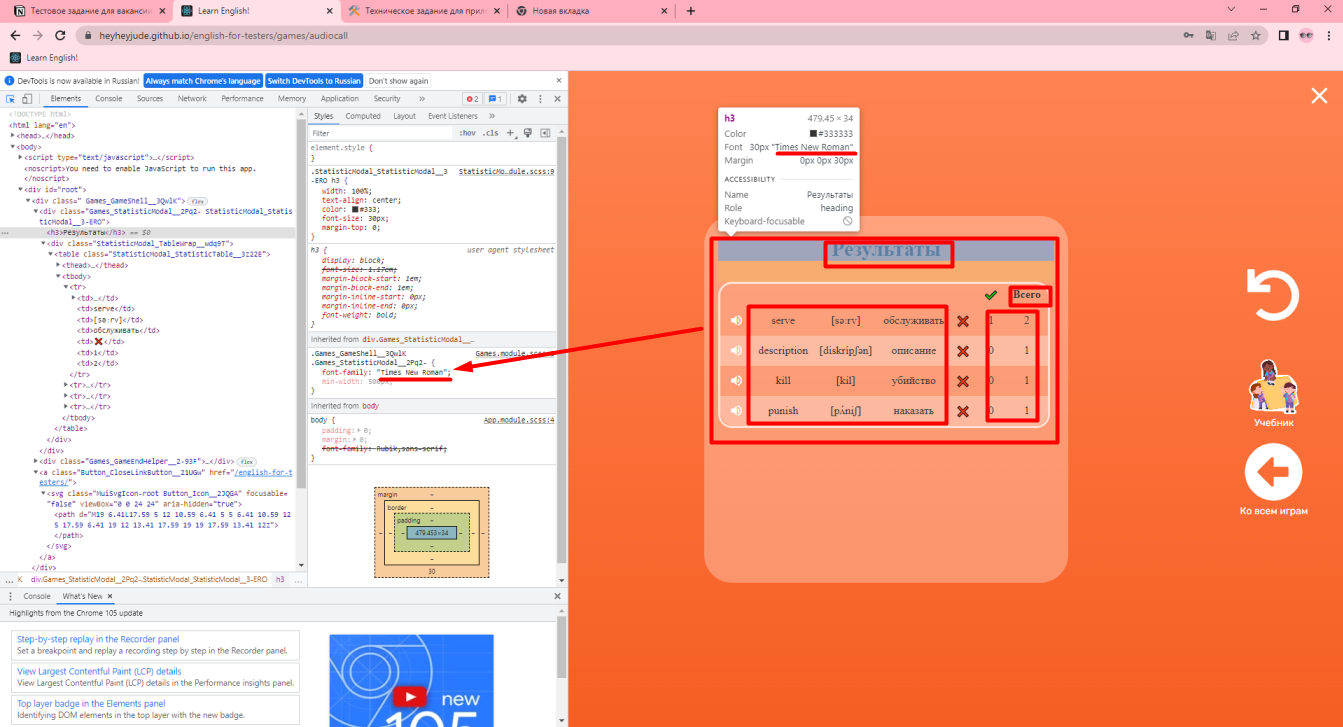 Тестовое задание для вакансии
Learn English!
Техническое задание для прил
Новая вкладка
heyheyjude.github.io/english-for-testers/games/audiocall
Learn English!
DevTools is now available in Russian! Always match Chrome's language Switch DevTools to Russian Don't show again
Elements Console Sources Network Performance Memory Application Security » 2 1
<!DOCTYPE html>
<html lang="en">
<head>…</head>
<body>
<script type="text/javascript">…</script>
<noscript>You need to enable JavaScript to run this app.
</noscript>
<div id="root">
<div class=" Games_GameShell__3QwlK"> flex
<div class="Games_StatisticModal__2Pq2- StatisticModal_Statis
ticModal__3-ERO">
<h3>Результаты</h3> == $0
<div class="StatisticModal_TableWrap__wdq9T">
<table class="StatisticModal_StatisticTable__3z22E">
<thead>…</thead>
<tbody>
<tr>
<td>…</td>
<td>serve</td>
<td>[səːrv]</td>
<td>обслуживать</td>
<td>❌</td>
<td>1</td>
<td>2</td>
</tr>
<tr>…</tr>
<tr>…</tr>
<tr>…</tr>
</tbody>
</table>
</div>
</div>
<div class="Games_GameEndHelper__2-93F">…</div> flex
<a class="Button_CloseLinkButton__Z1UGw" href="/english-for-t
esters/">
<svg class="MuiSvgIcon-root Button_Icon__2JQGA" focusable=
"false" viewBox="0 0 24 24" aria-hidden="true">
<path d="M19 6.41L17.59 5 12 10.59 6.41 5 5 6.41 10.59 12
5 17.59 6.41 19 12 13.41 17.59 19 19 17.59 13.41 12z">
</path>
</svg>
</a>
</div>
… K div.Games_StatisticModal__2Pq2-.StatisticModal_StatisticModal__3-ERO h3 …
Styles Computed Layout Event Listeners »
Filter :hov .cls +
element.style {
}
.StatisticModal_StatisticModal__3 StatisticMo…dule.scss:9
-ERO h3 {
width: 100%;
text-align: center;
color: #333;
font-size: 30px;
margin-top: 0;
}
h3 { user agent stylesheet
display: block;
font-size: 1.17em;
margin-block-start: 1em;
margin-block-end: 1em;
margin-inline-start: 0px;
margin-inline-end: 0px;
font-weight: bold;
}
Inherited from div.Games_StatisticModal__…
.Games_GameShell__3QwlK
.Games_StatisticModal__2Pq2- {
font-family: "Times New Roman";
}
Inherited from body
body { App.module.scss:4
padding: 0;
margin: 0;
font-family: Rubik,sans-serif;
}
margin –
border –
padding –
479.453×34
30
Console What's New
Highlights from the Chrome 105 update
Step-by-step replay in the Recorder panel
Set a breakpoint and replay a recording step by step in the Recorder panel.
View Largest Contentful Paint (LCP) details
View Largest Contentful Paint (LCP) details in the Performance insights panel.
Top layer badge in the Elements panel
Identifying DOM elements in the top layer with the new badge.
new
105
h3 479.45 × 34
Color #333333
Font 30px "Times New Roman"
Margin 0px 0px 30px
ACCESSIBILITY
Name Результаты
Role heading
Keyboard-focusable
Результаты
Всего
serve [səːrv] обслуживать 1 2
description [diskripʃən] описание 0 1
kill [kil] убийство 0 1
punish [pʌ́niʃ] наказать 0 1
Учебник
Ко всем играм